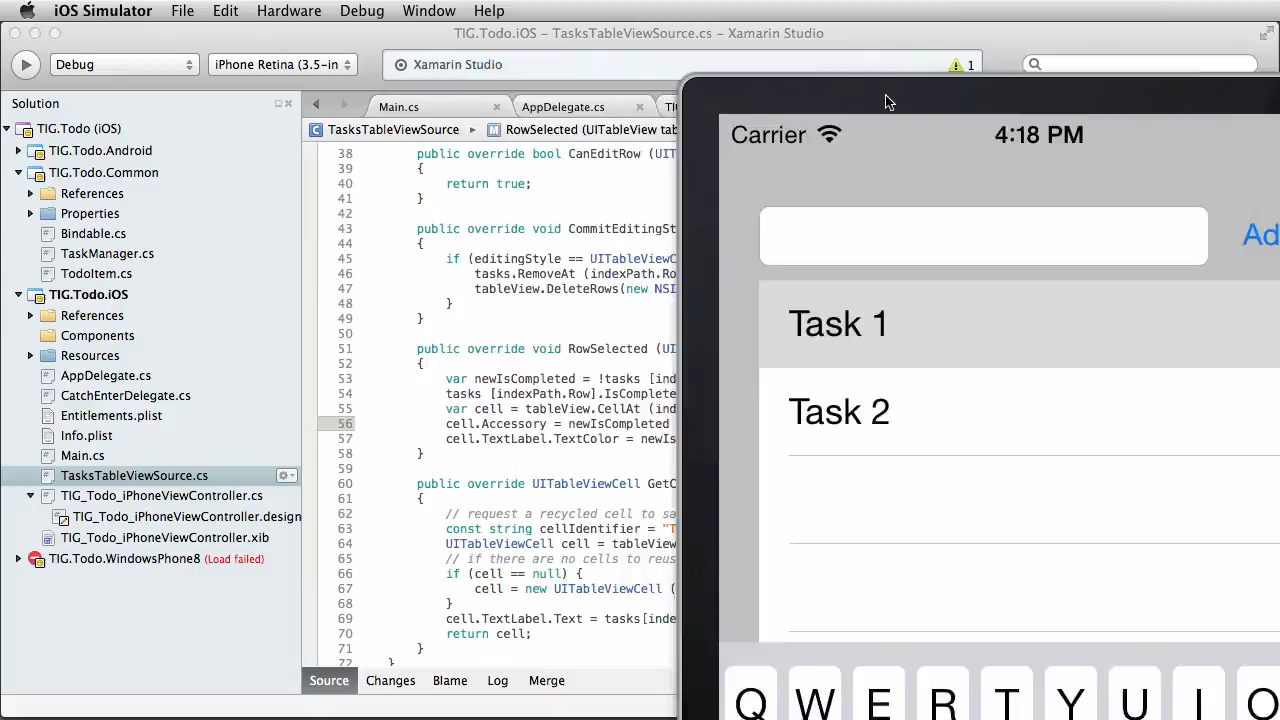 iOS Simulator File Edit Hardware Debug Window Help
TIG.Todo.iOS – TasksTableViewSource.cs – Xamarin Studio
Debug iPhone Retina (3.5-in Xamarin Studio 1
Solution
TIG.Todo (iOS)
TIG.Todo.Android
TIG.Todo.Common
References
Properties
Bindable.cs
TaskManager.cs
TodoItem.cs
TIG.Todo.iOS
References
Components
Resources
AppDelegate.cs
CatchEnterDelegate.cs
Entitlements.plist
Info.plist
Main.cs
TasksTableViewSource.cs
TIG_Todo_iPhoneViewController.cs
TIG_Todo_iPhoneViewController.design
TIG_Todo_iPhoneViewController.xib
TIG.Todo.WindowsPhone8 (Load failed)
Main.cs AppDelegate.cs
TasksTableViewSource RowSelected (UITableView tab
38 public override bool CanEditRow (UIT
39 {
40 return true;
41 }
42
43 public override void CommitEditingSt
44 {
45 if (editingStyle == UITableViewC
46 tasks.RemoveAt (indexPath.Ro
47 tableView.DeleteRows(new NSI
48 }
49 }
50
51 public override void RowSelected (UI
52 {
53 var newIsCompleted = !tasks [ind
54 tasks [indexPath.Row].IsComplete
55 var cell = tableView.CellAt (ind
56 cell.Accessory = newIsCompleted
57 cell.TextLabel.TextColor = newIs
58 }
59
60 public override UITableViewCell GetC
61 {
62 // request a recycled cell to sa
63 const string cellIdentifier = "T
64 UITableViewCell cell = tableView
65 // if there are no cells to reus
66 if (cell == null) {
67 cell = new UITableViewCell (
68 }
69 cell.TextLabel.Text = tasks[inde
70 return cell;
71 }
72 }
Source Changes Blame Log Merge
Carrier 4:18 PM
Ad
Task 1
Task 2
Q W E R T Y U I O